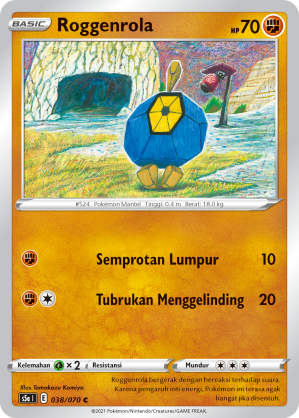 BASIC Roggenrola HP 70
#524 Pokémon Mantel Tinggi: 0.4 m Berat: 18.0 kg
Semprotan Lumpur 10
Tubrukan Menggelinding 20
Kelemahan ×2 Resistansi Mundur
Illus. Tomokazu Komiya
s5a I E 038/070 C
Roggenrola bergerak dengan bereaksi terhadap suara.
Karena pengaruh inti energi, Pokémon ini terasa agak
hangat jika disentuh.
©2021 Pokémon/Nintendo/Creatures/GAME FREAK